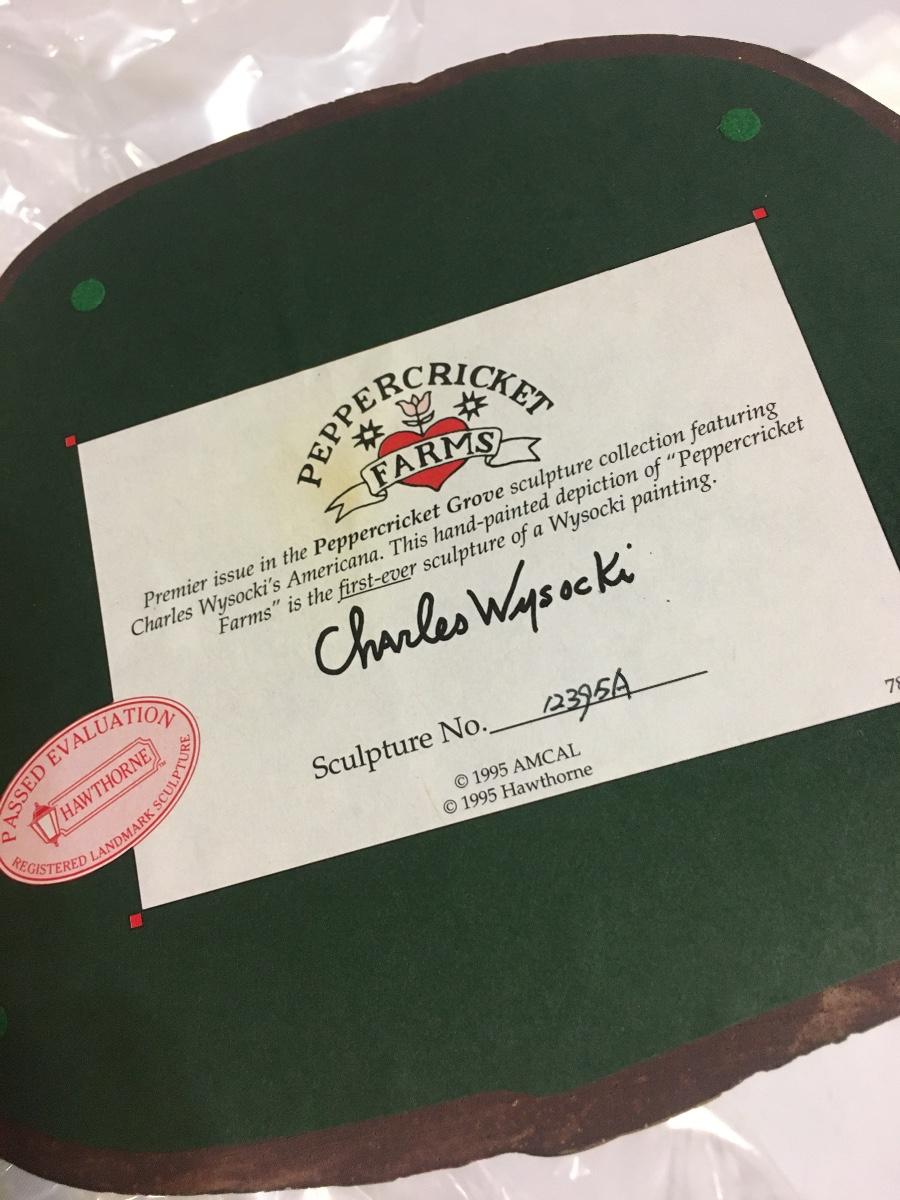 PEPPERCRICKET
FARMS
Premier issue in the Peppercricket Grove sculpture collection featuring
Charles Wysocki's Americana. This hand-painted depiction of "Peppercricket
Farms" is the first-ever sculpture of a Wysocki painting.
Charles Wysocki
Sculpture No. 12395A
78
© 1995 AMCAL
© 1995 Hawthorne
PASSED EVALUATION
HAWTHORNE™
REGISTERED LANDMARK SCULPTURE